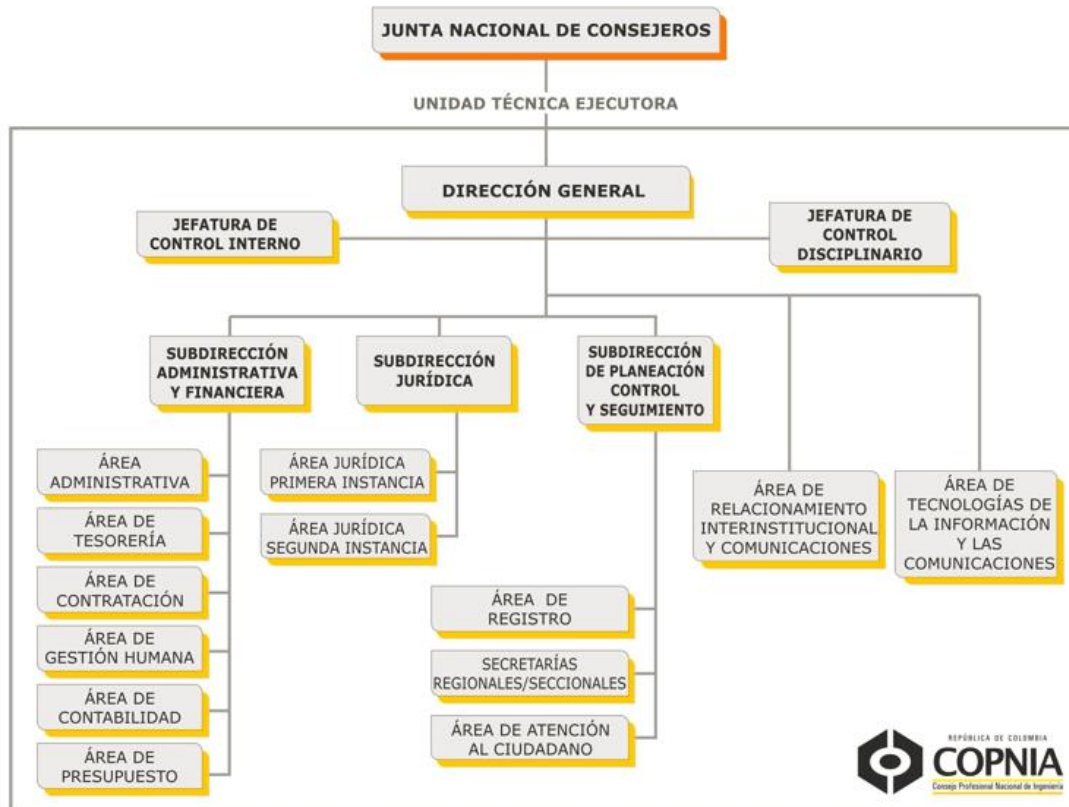 JUNTA NACIONAL DE CONSEJEROS
UNIDAD TÉCNICA EJECUTORA
DIRECCIÓN GENERAL
JEFATURA DE
CONTROL INTERNO
JEFATURA DE
CONTROL
DISCIPLINARIO
SUBDIRECCIÓN
ADMINISTRATIVA
Y FINANCIERA
SUBDIRECCIÓN
JURÍDICA
SUBDIRECCIÓN
DE PLANEACIÓN
CONTROL
Y SEGUIMIENTO
ÁREA
ADMINISTRATIVA
ÁREA DE
TESORERÍA
ÁREA DE
CONTRATACIÓN
ÁREA DE
GESTIÓN HUMANA
ÁREA DE
CONTABILIDAD
ÁREA DE
PRESUPUESTO
ÁREA JURÍDICA
PRIMERA INSTANCIA
ÁREA JURÍDICA
SEGUNDA INSTANCIA
ÁREA DE
REGISTRO
SECRETARÍAS
REGIONALES/SECCIONALES
ÁREA DE ATENCIÓN
AL CIUDADANO
ÁREA DE
RELACIONAMIENTO
INTERINSTITUCIONAL
Y COMUNICACIONES
ÁREA DE
TECNOLOGÍAS DE
LA INFORMACIÓN
Y LAS
COMUNICACIONES
REPÚBLICA DE COLOMBIA
COPNIA
Consejo Profesional Nacional de Ingeniería